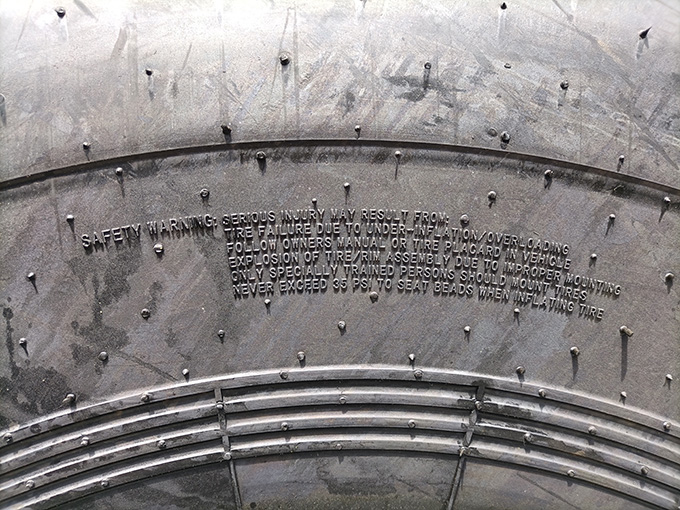 SAFETY WARNING: SERIOUS INJURY MAY RESULT FROM:
TIRE FAILURE DUE TO UNDER-INFLATION/OVERLOADING
FOLLOW OWNERS MANUAL OR TIRE PLACARD IN VEHICLE
EXPLOSION OF TIRE/RIM ASSEMBLY DUE TO IMPROPER MOUNTING
ONLY SPECIALLY TRAINED PERSONS SHOULD MOUNT TIRES
NEVER EXCEED 35 PSI TO SEAT BEADS WHEN INFLATING TIRE